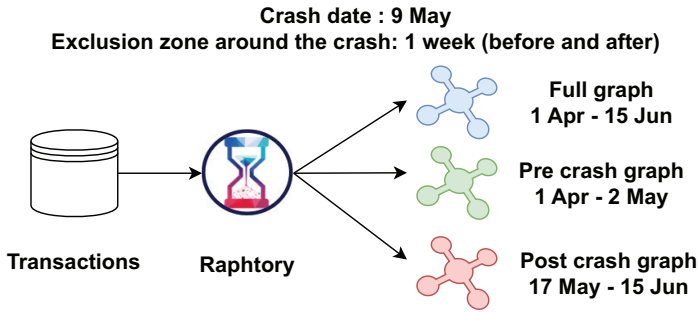 Crash date : 9 May
Exclusion zone around the crash: 1 week (before and after)
Full graph
1 Apr - 15 Jun
Pre crash graph
1 Apr - 2 May
Post crash graph
17 May - 15 Jun
Transactions
Raphtory